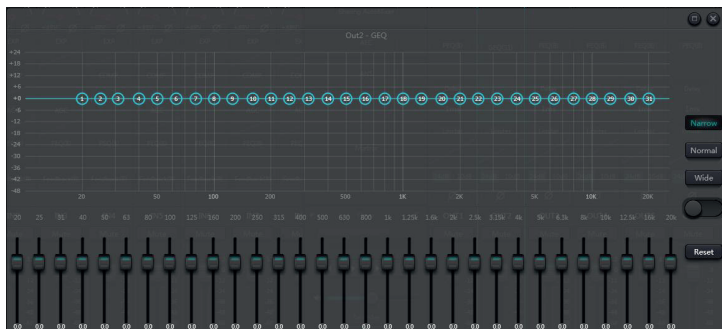 Out2 - GEQ
+24
+18
+12
+6
+0
-6
-12
-18
-24
-30
-36
-42
-48
1 2 3 4 5 6 7 8 9 10 11 12 13 14 15 16 17 18 19 20 21 22 23 24 25 26 27 28 29 30 31
20 50 100 200 500 1K 2K 5K 10K 20K
Narrow
Normal
Wide
20 25 31 40 50 63 80 100 125 160 200 250 315 400 500 630 800 1k 1.25k 1.6k 2k 2.5k 3.15k 4k 5k 6.3k 8k 10k 12.5k 16k 20k
Reset
0.0 0.0 0.0 0.0 0.0 0.0 0.0 0.0 0.0 0.0 0.0 0.0 0.0 0.0 0.0 0.0 0.0 0.0 0.0 0.0 0.0 0.0 0.0 0.0 0.0 0.0 0.0 0.0 0.0 0.0 0.0